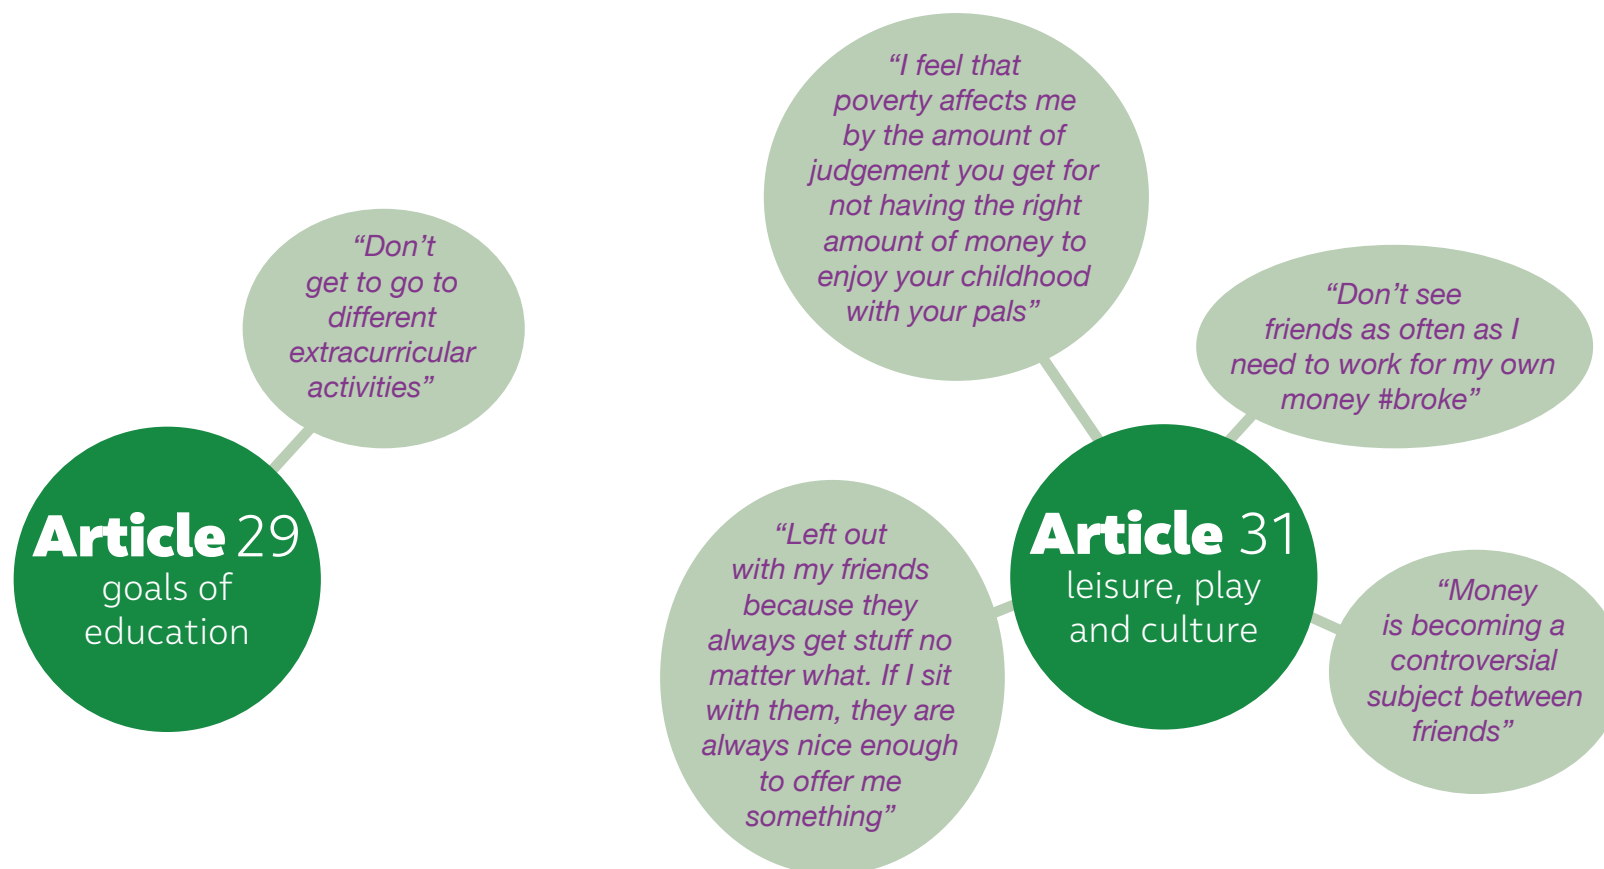 “Don’t
get to go to
different
extracurricular
activities”
Article 29
goals of
education
“I feel that
poverty affects me
by the amount of
judgement you get for
not having the right
amount of money to
enjoy your childhood
with your pals”
“Don’t see
friends as often as I
need to work for my own
money #broke”
Article 31
leisure, play
and culture
“Left out
with my friends
because they
always get stuff no
matter what. If I sit
with them, they are
always nice enough
to offer me
something”
“Money
is becoming a
controversial
subject between
friends”